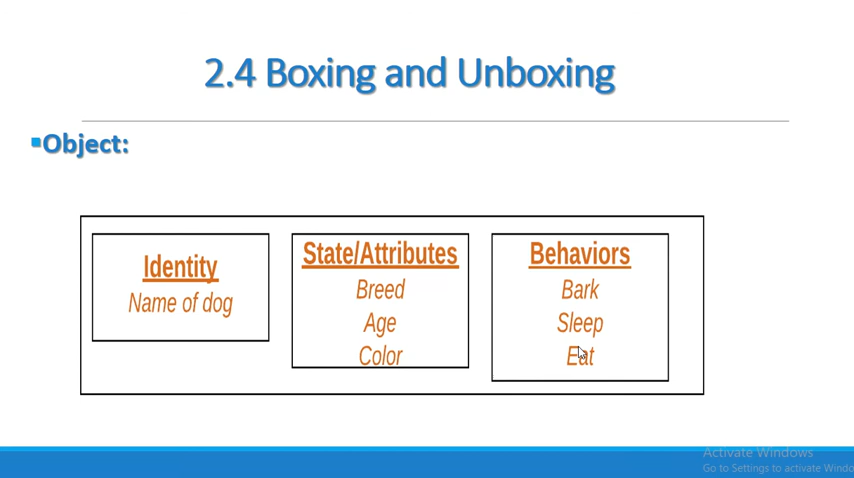 2.4 Boxing and Unboxing
▪Object:
Identity
Name of dog
State/Attributes
Breed
Age
Color
Behaviors
Bark
Sleep
Eat
Activate Windows
Go to Settings to activate Windo